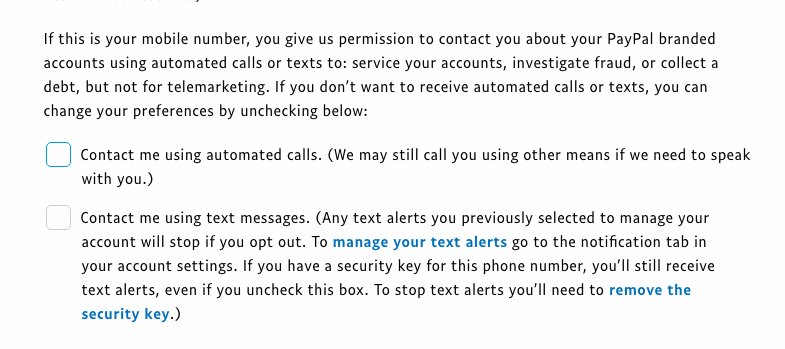 If this is your mobile number, you give us permission to contact you about your PayPal branded
accounts using automated calls or texts to: service your accounts, investigate fraud, or collect a
debt, but not for telemarketing. If you don’t want to receive automated calls or texts, you can
change your preferences by unchecking below:
Contact me using automated calls. (We may still call you using other means if we need to speak
with you.)
Contact me using text messages. (Any text alerts you previously selected to manage your
account will stop if you opt out. To manage your text alerts go to the notification tab in
your account settings. If you have a security key for this phone number, you’ll still receive
text alerts, even if you uncheck this box. To stop text alerts you’ll need to remove the
security key.)